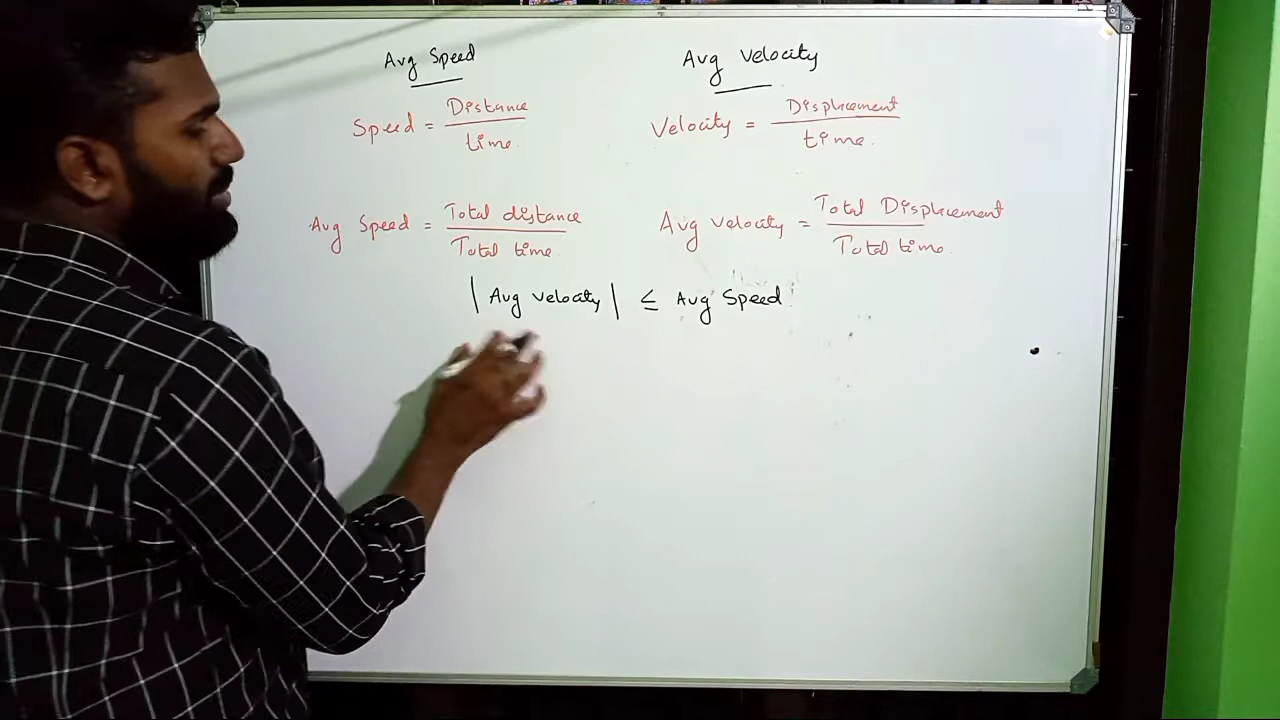 Avg Speed
Avg Velocity
Speed = Distance / time
Velocity = Displacement / time
Avg Speed = Total distance / Total time
Avg velocity = Total Displacement / Total time
| Avg velocity | ≤ Avg Speed